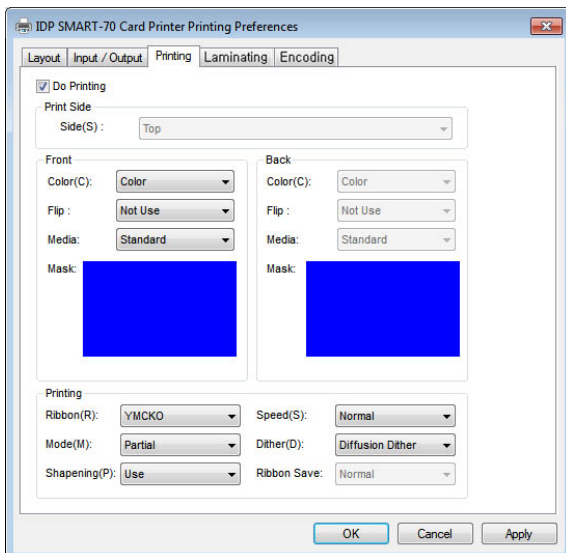 IDP SMART-70 Card Printer Printing Preferences
Layout Input / Output Printing Laminating Encoding
Do Printing
Print Side
Side(S) : Top
Front Back
Color(C): Color Color(C): Color
Flip : Not Use Flip : Not Use
Media: Standard Media: Standard
Mask: Mask:
Printing
Ribbon(R): YMCKO Speed(S): Normal
Mode(M): Partial Dither(D): Diffusion Dither
Shapening(P): Use Ribbon Save: Normal
OK Cancel Apply